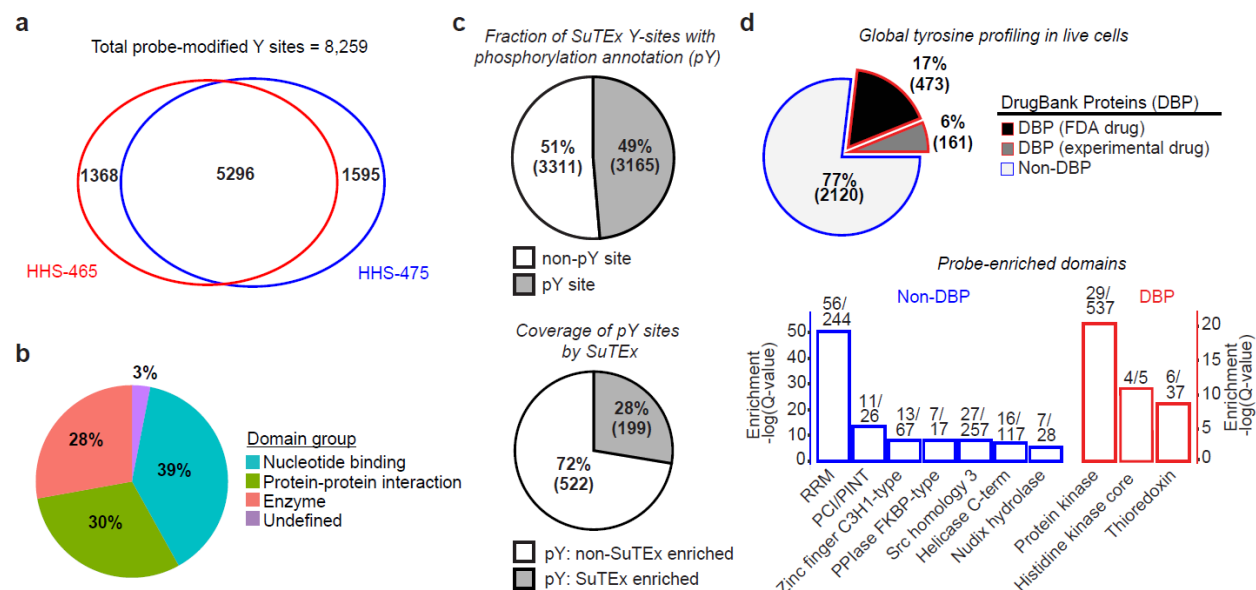 a
Total probe-modified Y sites = 8,259
1368
5296
1595
HHS-465
HHS-475
b
3%
28%
39%
30%
Domain group
Nucleotide binding
Protein-protein interaction
Enzyme
Undefined
c
Fraction of SuTEx Y-sites with
phosphorylation annotation (pY)
51%
(3311)
49%
(3165)
non-pY site
pY site
Coverage of pY sites
by SuTEx
28%
(199)
72%
(522)
pY: non-SuTEx enriched
pY: SuTEx enriched
d
Global tyrosine profiling in live cells
17%
(473)
6%
(161)
77%
(2120)
DrugBank Proteins (DBP)
DBP (FDA drug)
DBP (experimental drug)
Non-DBP
Probe-enriched domains
Non-DBP
DBP
Enrichment
-log(Q-value)
50
40
30
20
10
0
56/
244
11/
26
13/
67
7/
17
27/
257
16/
117
7/
28
RRM
PCI/PINT
Zinc finger C3H1-type
PPIase FKBP-type
Src homology 3
Helicase C-term
Nudix hydrolase
29/
537
4/5
6/
37
Protein kinase
Histidine kinase core
Thioredoxin
20
15
10
5
0
Enrichment
-log(Q-value)